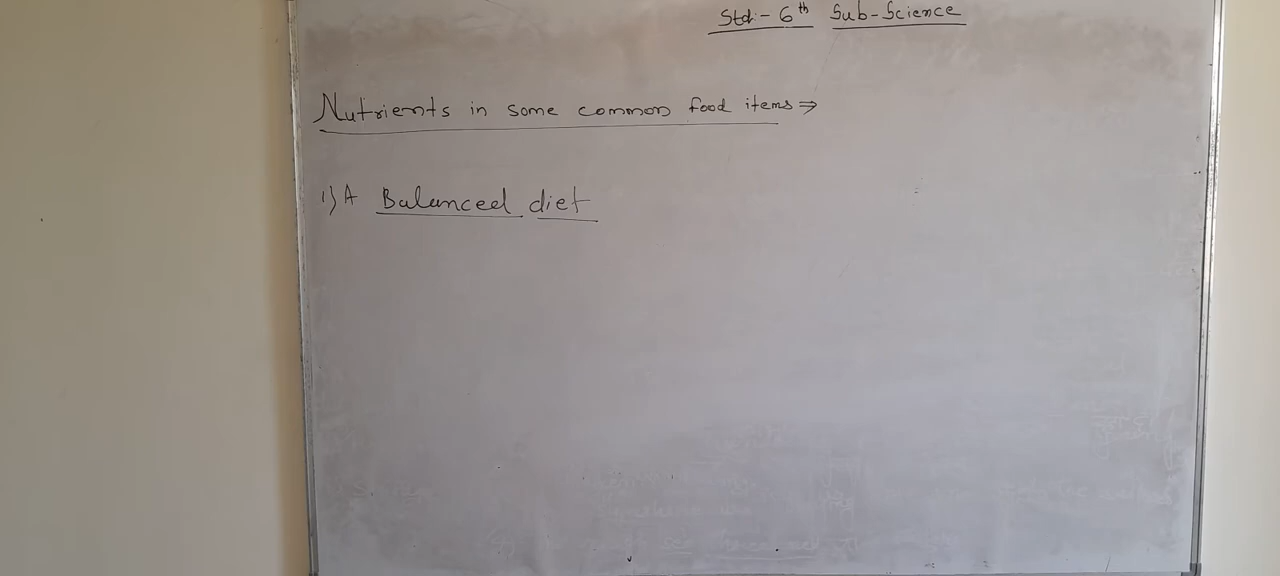 Std:- 6th Sub-Science
Nutrients in some common food items ⇒
1) A Balanced diet